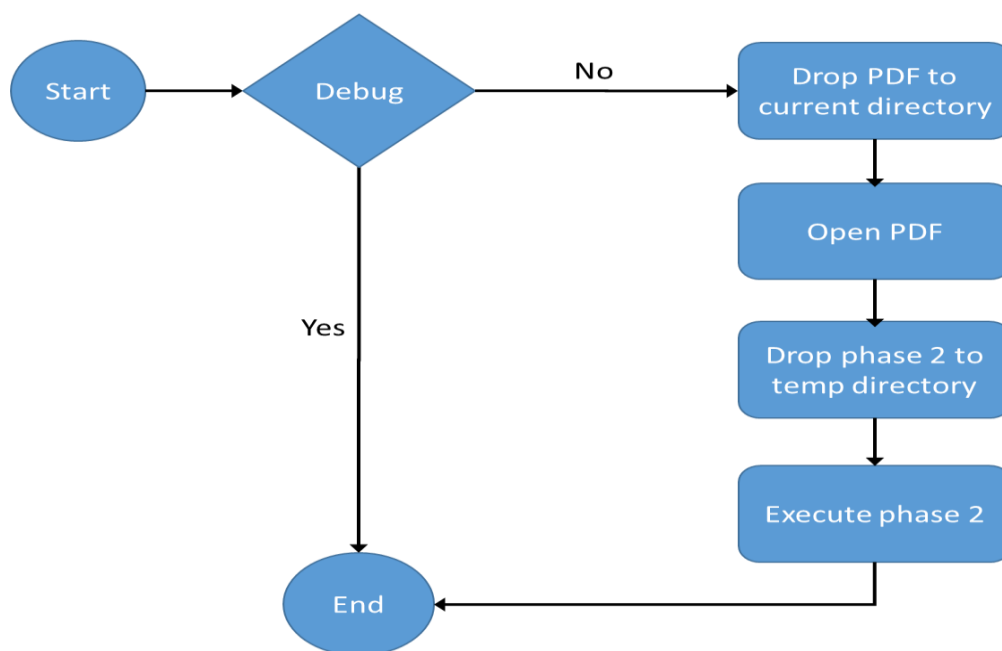 Start
Debug
No
Drop PDF to
current directory
Open PDF
Yes
Drop phase 2 to
temp directory
Execute phase 2
End